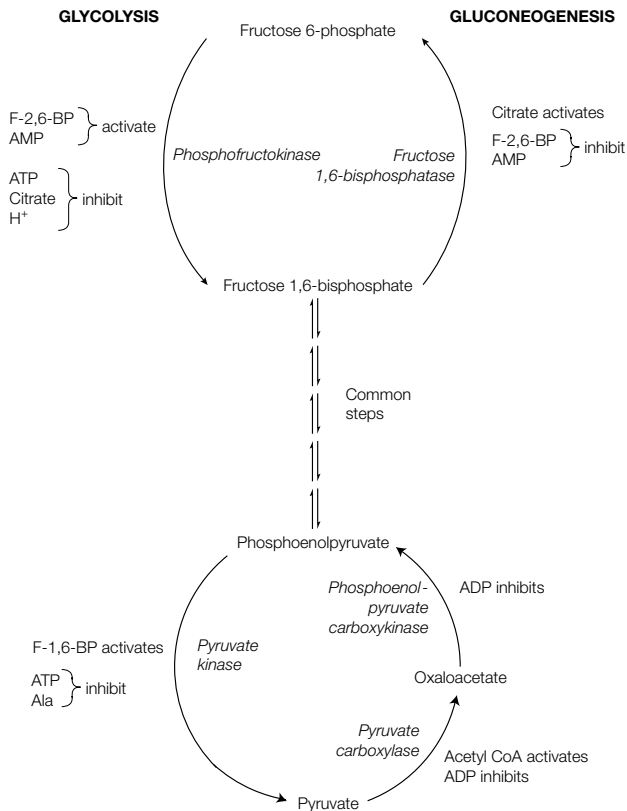 GLYCOLYSIS
GLUCONEOGENESIS
Fructose 6-phosphate
F-2,6-BP
AMP
activate
ATP
Citrate
H⁺
inhibit
Phosphofructokinase
Fructose
1,6-bisphosphatase
Citrate activates
F-2,6-BP
AMP
inhibit
Fructose 1,6-bisphosphate
Common
steps
Phosphoenolpyruvate
Phosphoenol-
pyruvate
carboxykinase
ADP inhibits
F-1,6-BP activates
ATP
Ala
inhibit
Pyruvate
kinase
Oxaloacetate
Pyruvate
carboxylase
Acetyl CoA activates
ADP inhibits
Pyruvate